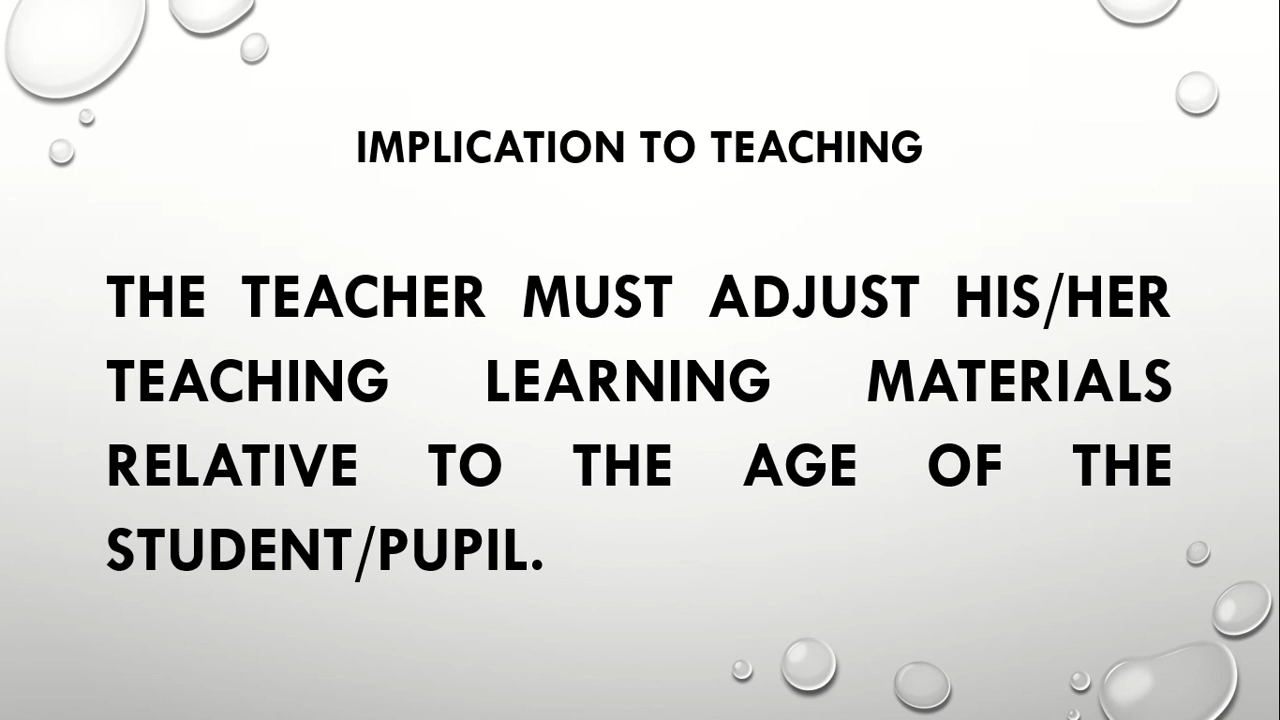 IMPLICATION TO TEACHING
THE TEACHER MUST ADJUST HIS/HER
TEACHING LEARNING MATERIALS
RELATIVE TO THE AGE OF THE
STUDENT/PUPIL.